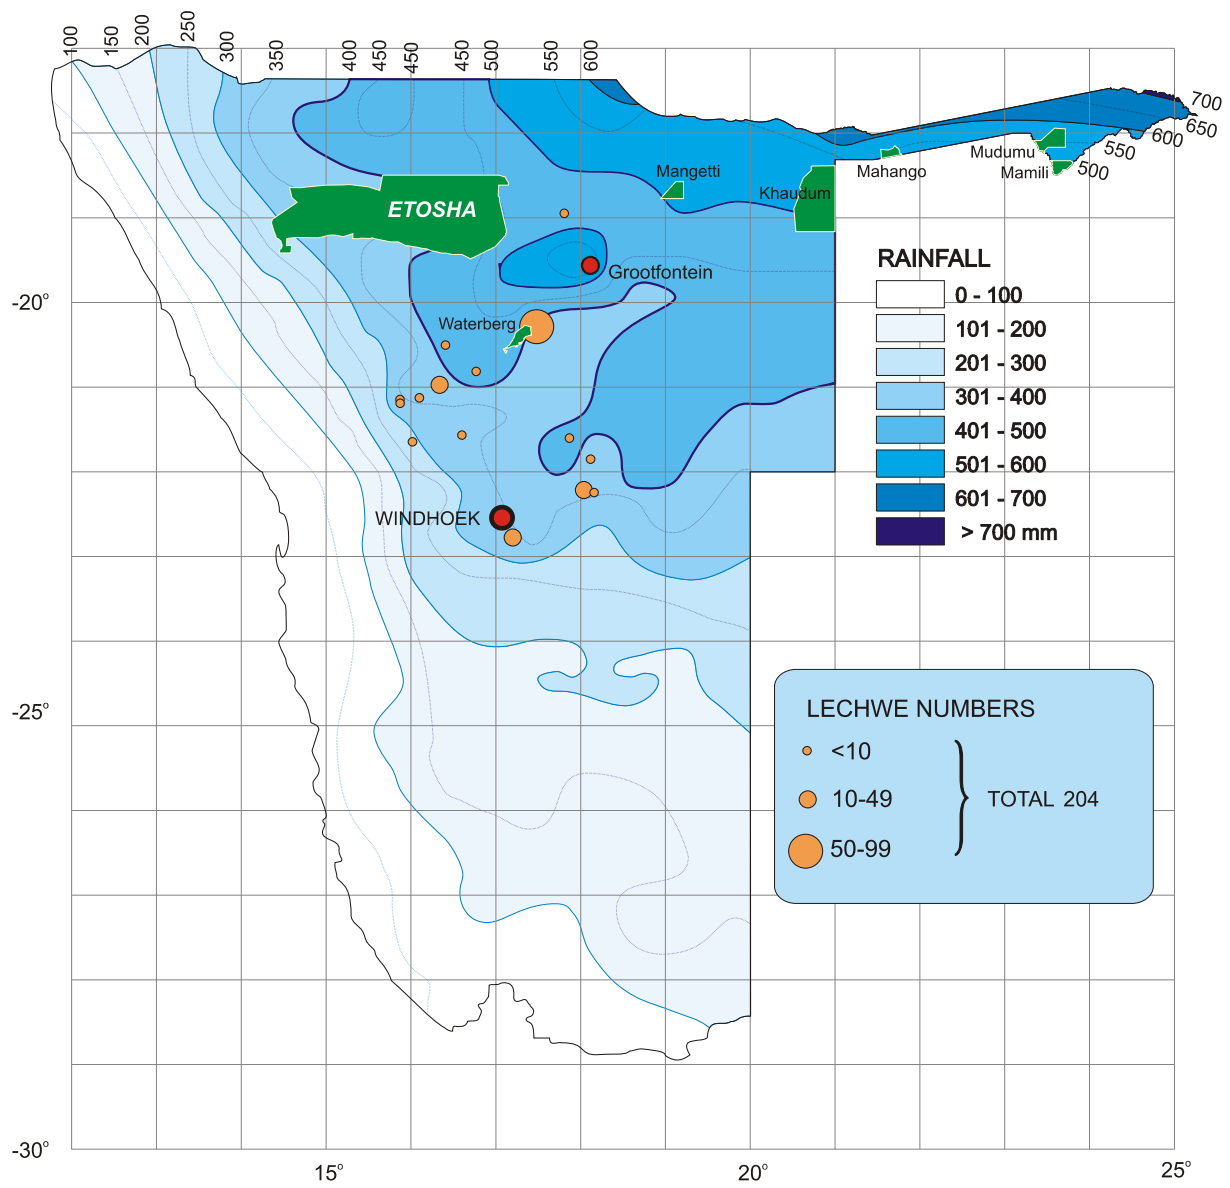 100
150
200
250
300
350
400
450
450
450
500
550
600
700
650
600
550
500
Mudumu
Mamili
Mahango
Mangetti
Khaudum
ETOSHA
Grootfontein
Waterberg
WINDHOEK
RAINFALL
0 - 100
101 - 200
201 - 300
301 - 400
401 - 500
501 - 600
601 - 700
> 700 mm
LECHWE NUMBERS
<10
10-49
50-99
TOTAL 204
-20°
-25°
-30°
15°
20°
25°